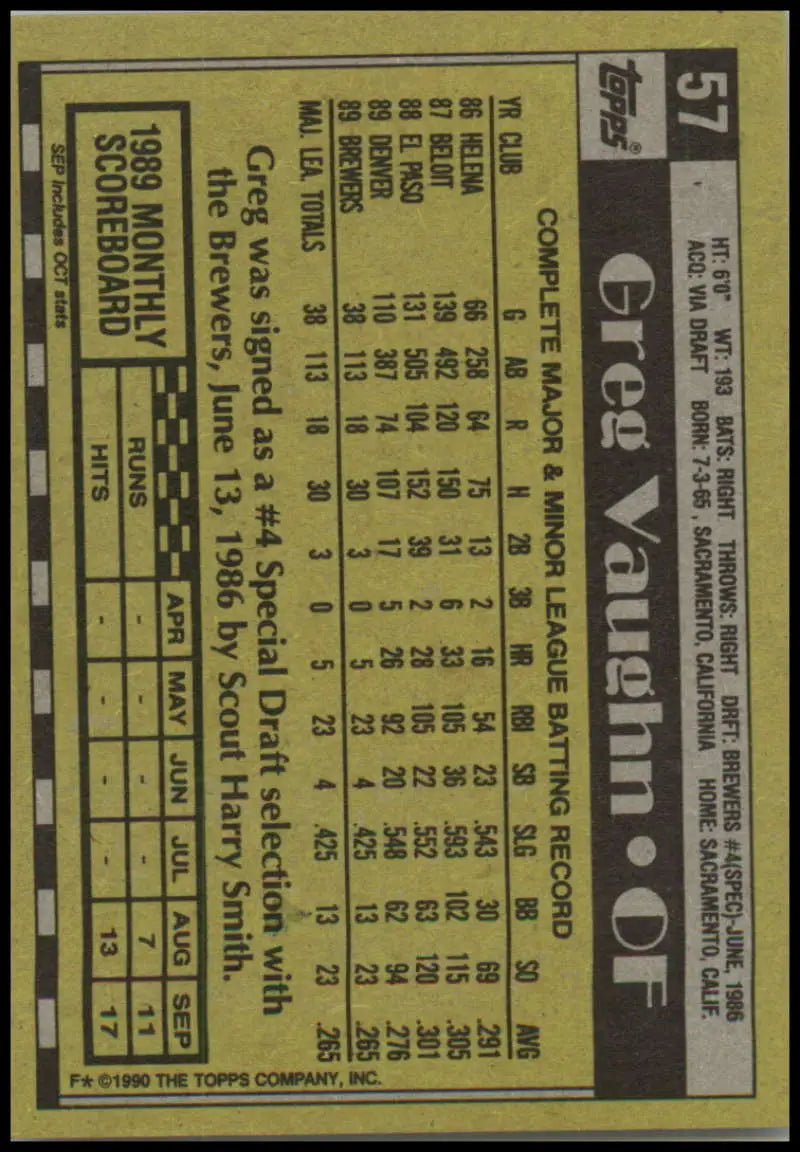 57
HT: 6'0" WT: 193 BATS: RIGHT THROWS: RIGHT DRFT: BREWERS #4(SPEC)-JUNE, 1986
ACQ: VIA DRAFT BORN: 7-3-65, SACRAMENTO, CALIFORNIA HOME: SACRAMENTO, CALIF.
TOPPS®
Greg Vaughn • OF
COMPLETE MAJOR & MINOR LEAGUE BATTING RECORD
YR CLUB G AB R H 2B 3B HR RBI SB SLG BB SO AVG
86 HELENA 66 258 64 75 13 2 16 54 23 .543 30 69 .291
87 BELOIT 139 492 120 150 31 6 33 105 36 .593 102 115 .305
88 EL PASO 131 505 104 152 39 2 28 105 22 .552 63 120 .301
89 DENVER 110 387 74 107 17 5 26 92 20 .548 62 94 .276
89 BREWERS 38 113 18 30 3 0 5 23 4 .425 13 23 .265
MAJ. LEA. TOTALS 38 113 18 30 3 0 5 23 4 .425 13 23 .265
Greg was signed as a #4 Special Draft selection with
the Brewers, June 13, 1986 by Scout Harry Smith.
1989 MONTHLY
SCOREBOARD
APR MAY JUN JUL AUG SEP
RUNS - - - - 7 11
HITS - - - - 13 17
SEP includes OCT stats
F* ©1990 THE TOPPS COMPANY, INC.